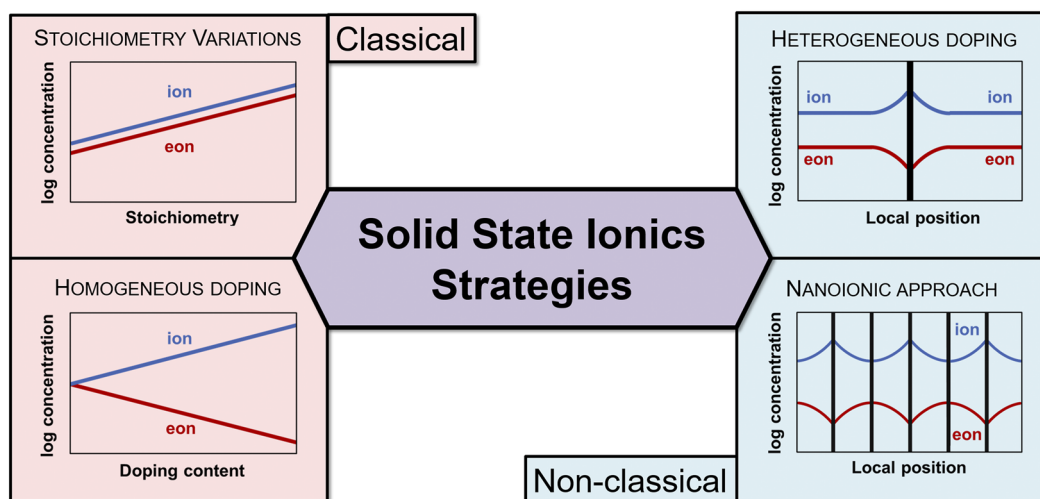 STOICHIOMETRY VARIATIONS
Classical
log concentration
ion
eon
Stoichiometry
HOMOGENEOUS DOPING
log concentration
ion
eon
Doping content
Solid State Ionics
Strategies
HETEROGENEOUS DOPING
log concentration
ion ion
eon eon
Local position
NANOIONIC APPROACH
log concentration
ion
eon
Local position
Non-classical